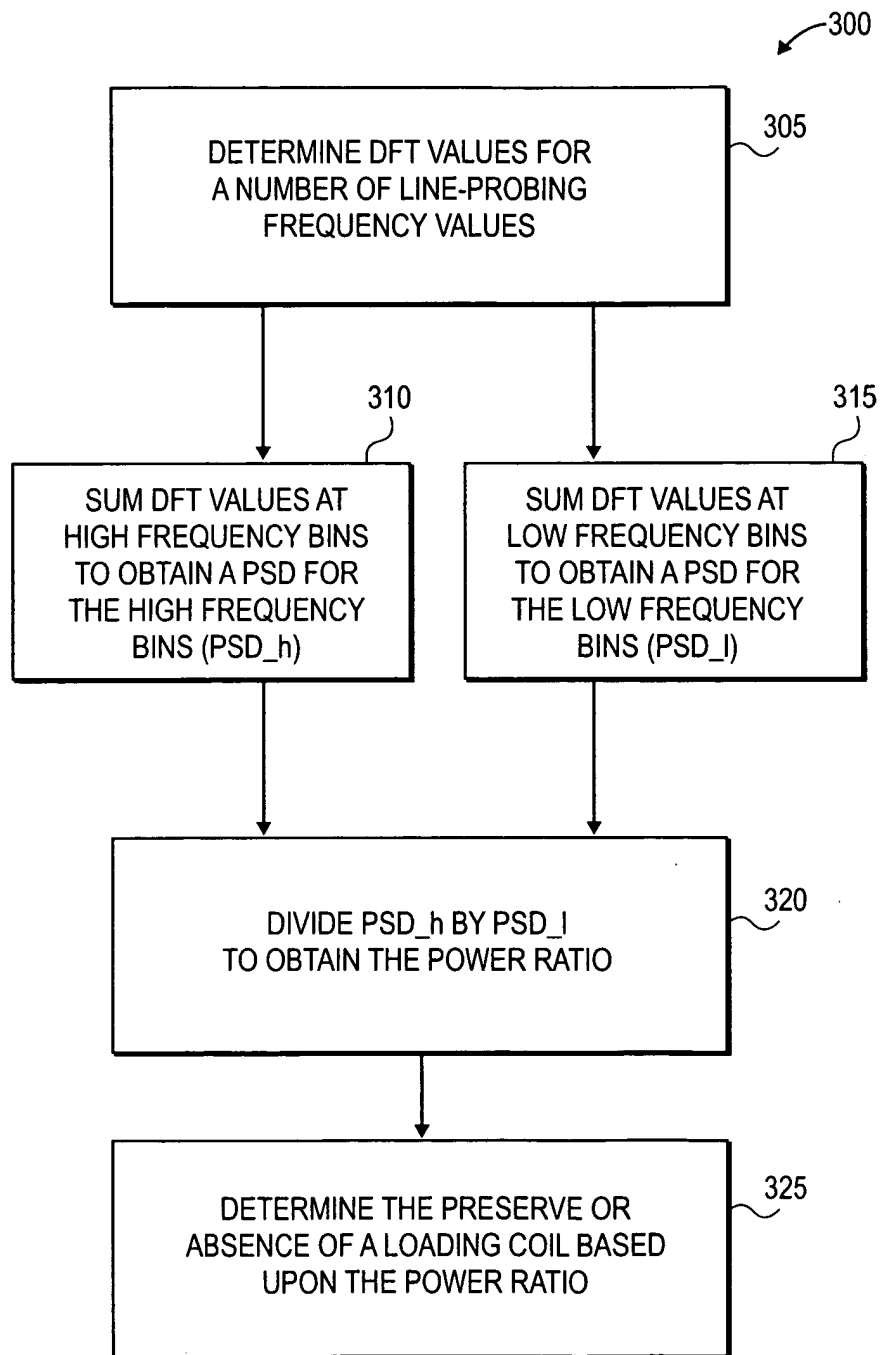 300
305
DETERMINE DFT VALUES FOR
A NUMBER OF LINE-PROBING
FREQUENCY VALUES
310
SUM DFT VALUES AT
HIGH FREQUENCY BINS
TO OBTAIN A PSD FOR
THE HIGH FREQUENCY
BINS (PSD_h)
315
SUM DFT VALUES AT
LOW FREQUENCY BINS
TO OBTAIN A PSD FOR
THE LOW FREQUENCY
BINS (PSD_l)
320
DIVIDE PSD_h BY PSD_l
TO OBTAIN THE POWER RATIO
325
DETERMINE THE PRESERVE OR
ABSENCE OF A LOADING COIL BASED
UPON THE POWER RATIO